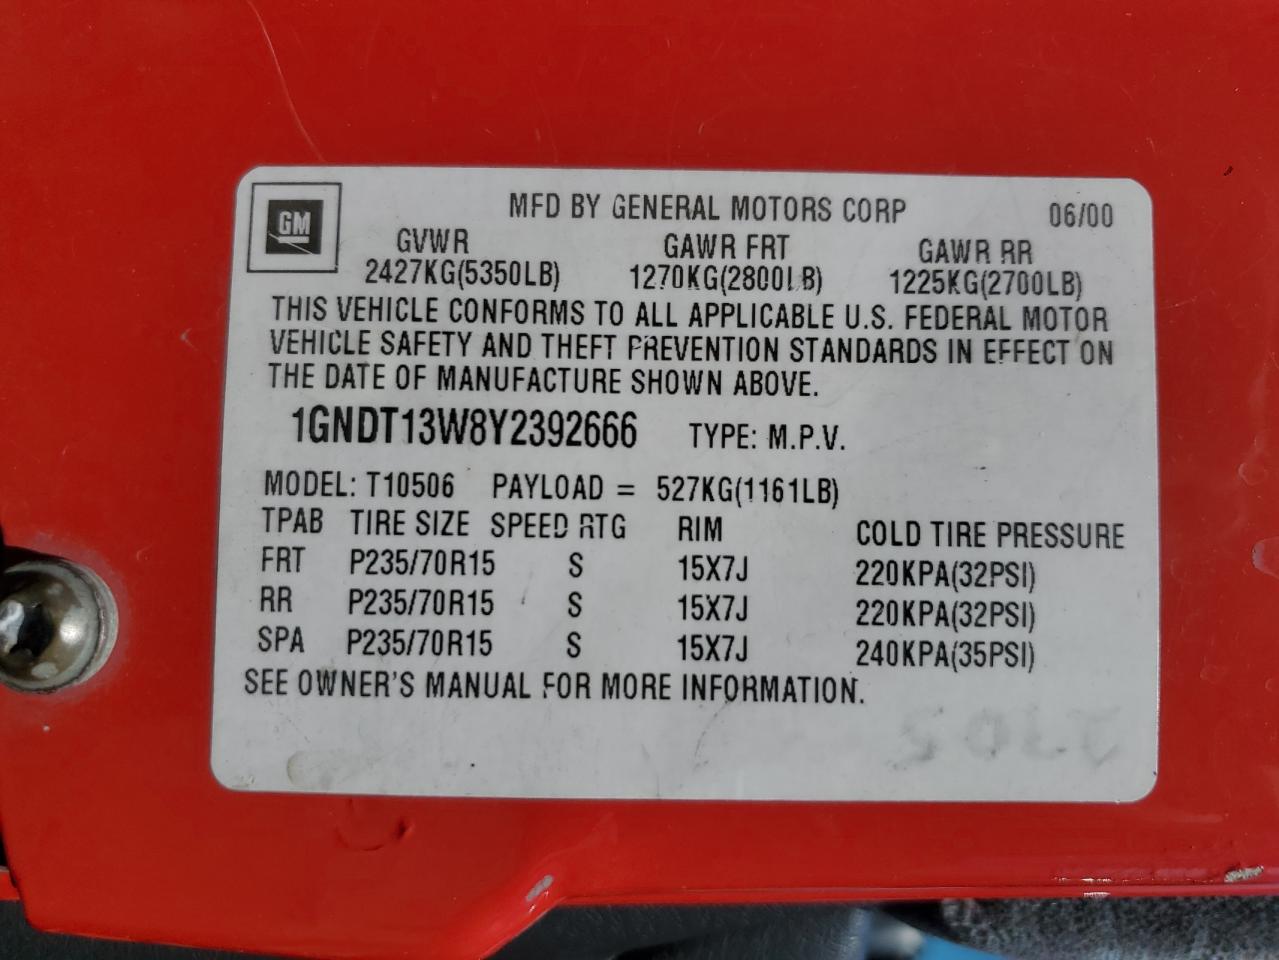 GM
MFD BY GENERAL MOTORS CORP 06/00
GVWR GAWR FRT GAWR RR
2427KG(5350LB) 1270KG(2800LB) 1225KG(2700LB)
THIS VEHICLE CONFORMS TO ALL APPLICABLE U.S. FEDERAL MOTOR
VEHICLE SAFETY AND THEFT PREVENTION STANDARDS IN EFFECT ON
THE DATE OF MANUFACTURE SHOWN ABOVE.
1GNDT13W8Y2392666 TYPE: M.P.V.
MODEL: T10506 PAYLOAD = 527KG(1161LB)
TPAB TIRE SIZE SPEED RTG RIM COLD TIRE PRESSURE
FRT P235/70R15 S 15X7J 220KPA(32PSI)
RR P235/70R15 S 15X7J 220KPA(32PSI)
SPA P235/70R15 S 15X7J 240KPA(35PSI)
SEE OWNER'S MANUAL FOR MORE INFORMATION.